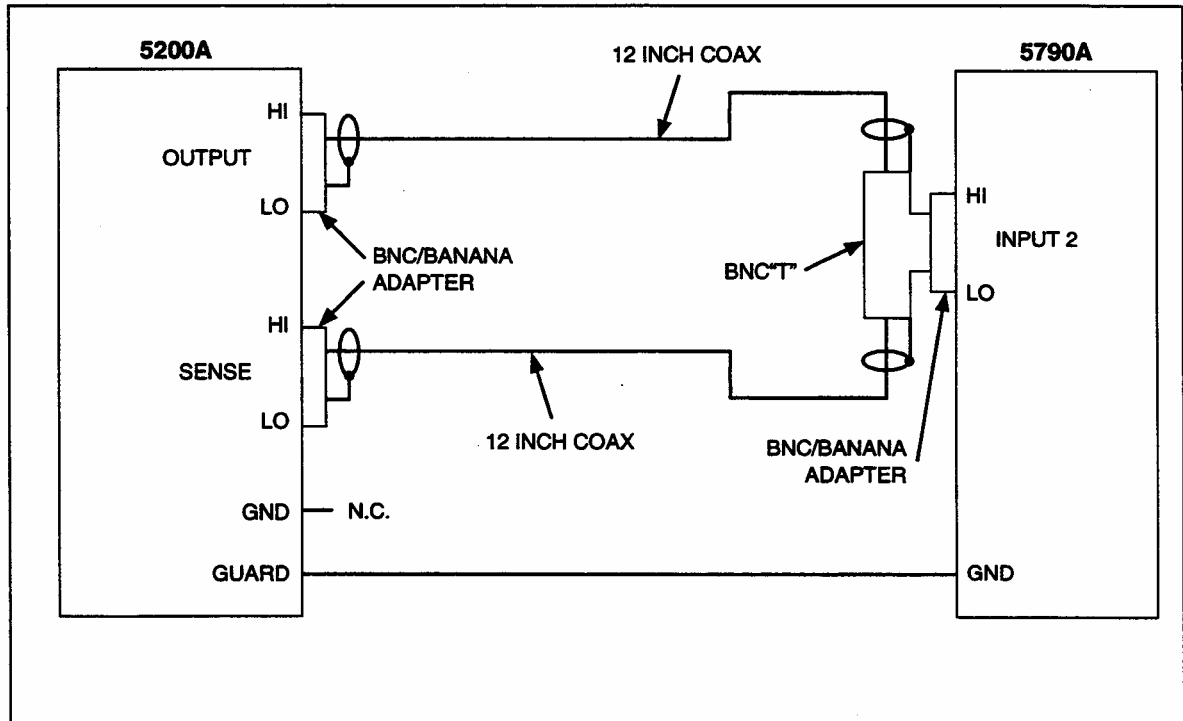 5200A
5790A
12 INCH COAX
HI
OUTPUT
LO
BNC/BANANA
ADAPTER
HI
SENSE
LO
12 INCH COAX
GND
N.C.
GUARD
BNC"T"
HI
INPUT 2
LO
BNC/BANANA
ADAPTER
GND